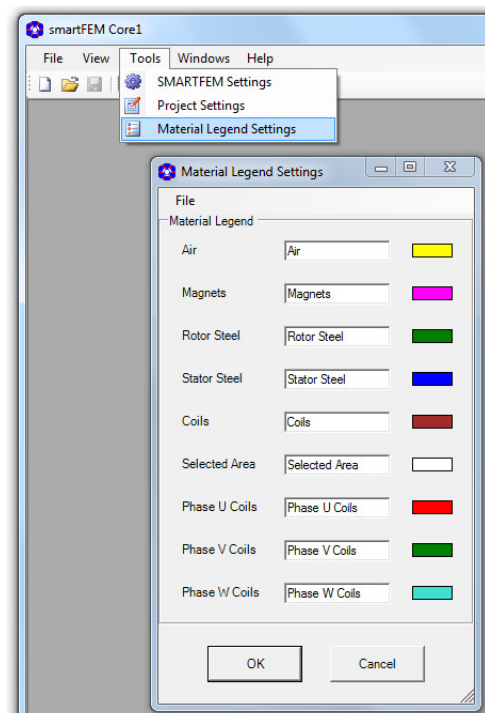 smartFEM Core1
File View Tools Windows Help
SMARTFEM Settings
Project Settings
Material Legend Settings
Material Legend Settings
File
Material Legend
Air Air
Magnets Magnets
Rotor Steel Rotor Steel
Stator Steel Stator Steel
Coils Coils
Selected Area Selected Area
Phase U Coils Phase U Coils
Phase V Coils Phase V Coils
Phase W Coils Phase W Coils
OK Cancel